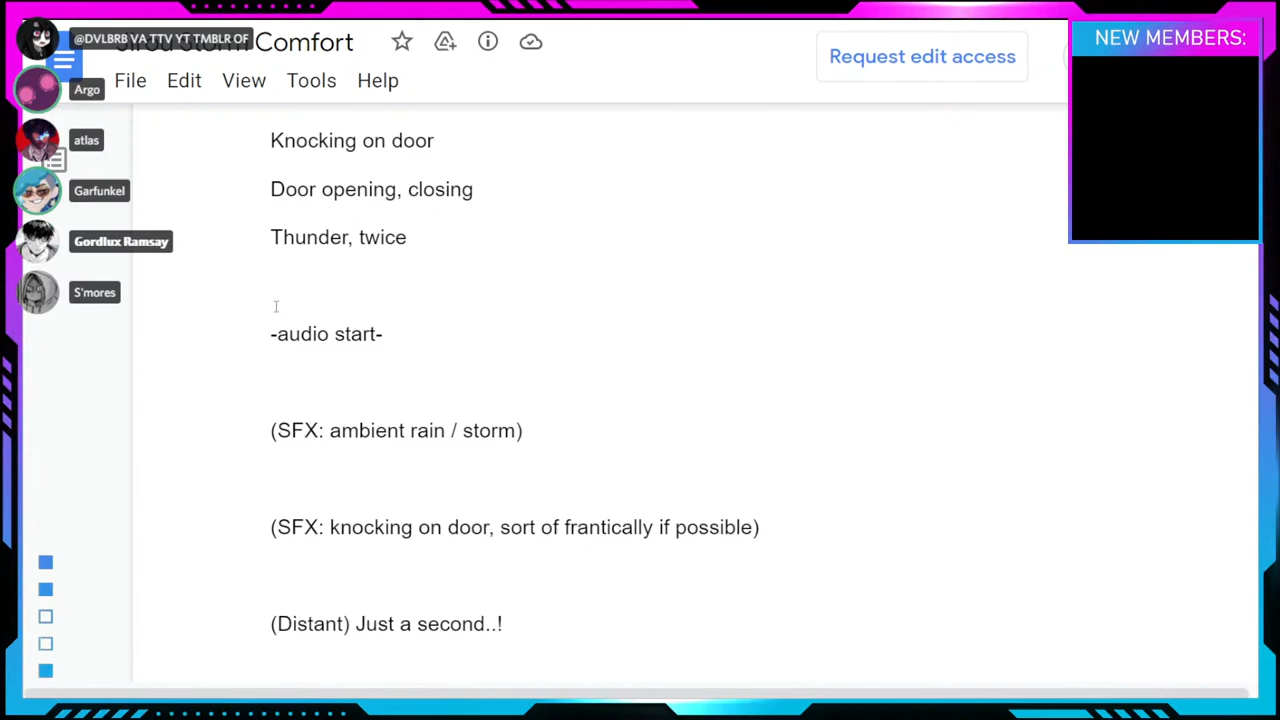 @DVLBRB VA TTV YT TMBLR OF
Comfort
Request edit access
NEW MEMBERS:
File Edit View Tools Help
Argo
atlas
Garfunkel
Gordlux Ramsay
S'mores
Knocking on door
Door opening, closing
Thunder, twice
-audio start-
(SFX: ambient rain / storm)
(SFX: knocking on door, sort of frantically if possible)
(Distant) Just a second..!